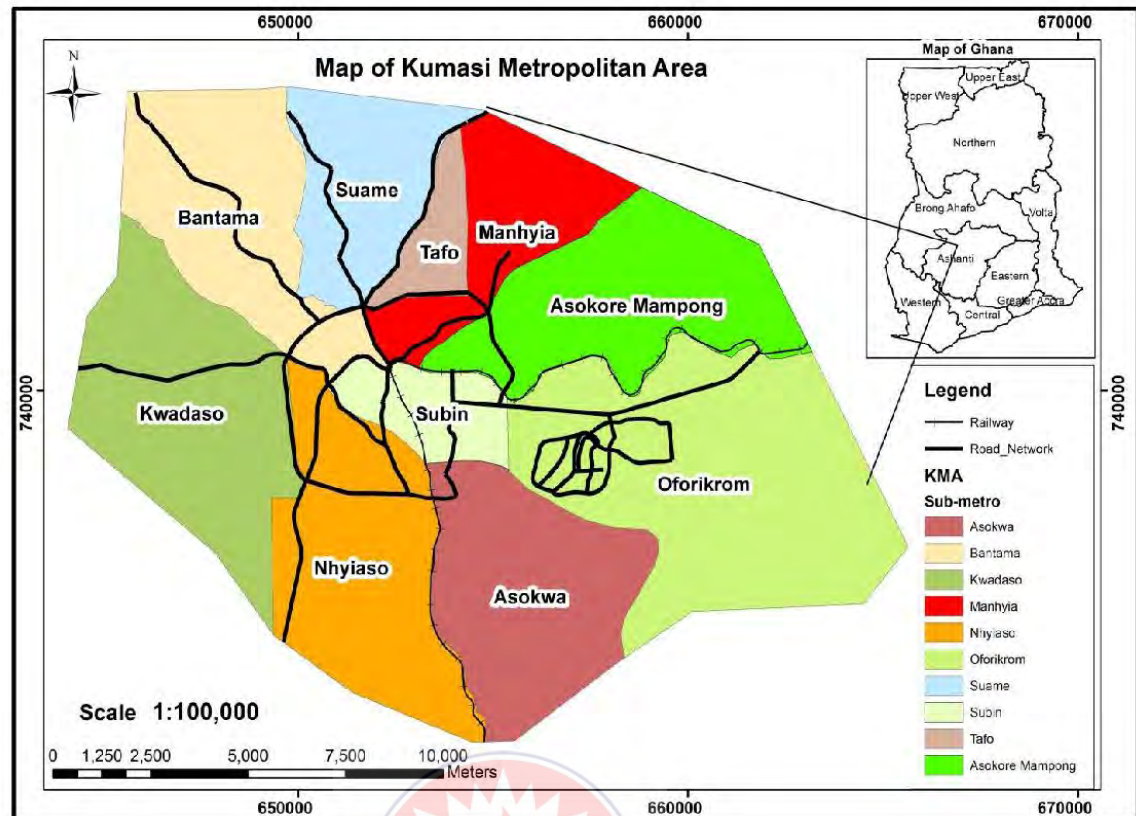 650000 660000 670000
Map of Kumasi Metropolitan Area
N
Map of Ghana
Upper East
Upper West
Northern
Brong Ahafo
Volta
Ashanti
Eastern
Western
Greater Accra
Central
Suame
Bantama
Tafo
Manhyia
Asokore Mampong
Kwadaso
Subin
Oforikrom
Nhyiaso
Asokwa
740000
740000
Legend
Railway
Road_Network
KMA
Sub-metro
Asokwa
Bantama
Kwadaso
Manhyia
Nhyiaso
Oforikrom
Suame
Subin
Tafo
Asokore Mampong
Scale 1:100,000
0 1,250 2,500 5,000 7,500 10,000
Meters
650000 660000 670000